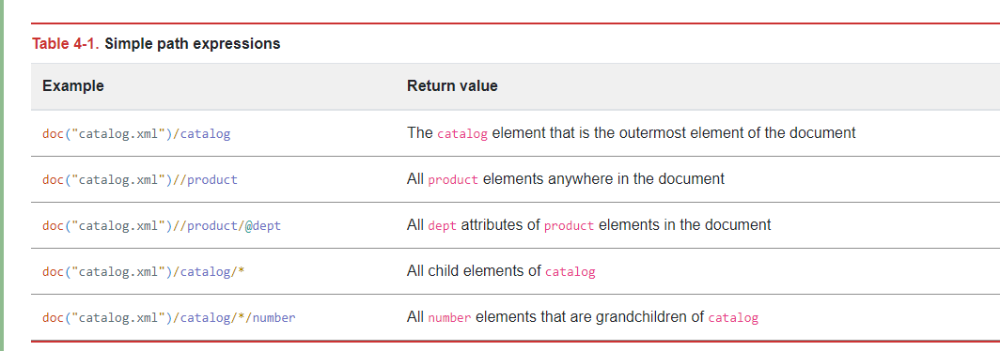 Table 4-1. Simple path expressions
Example Return value
doc("catalog.xml")/catalog The catalog element that is the outermost element of the document
doc("catalog.xml")//product All product elements anywhere in the document
doc("catalog.xml")//product/@dept All dept attributes of product elements in the document
doc("catalog.xml")/catalog/* All child elements of catalog
doc("catalog.xml")/catalog/*/number All number elements that are grandchildren of catalog